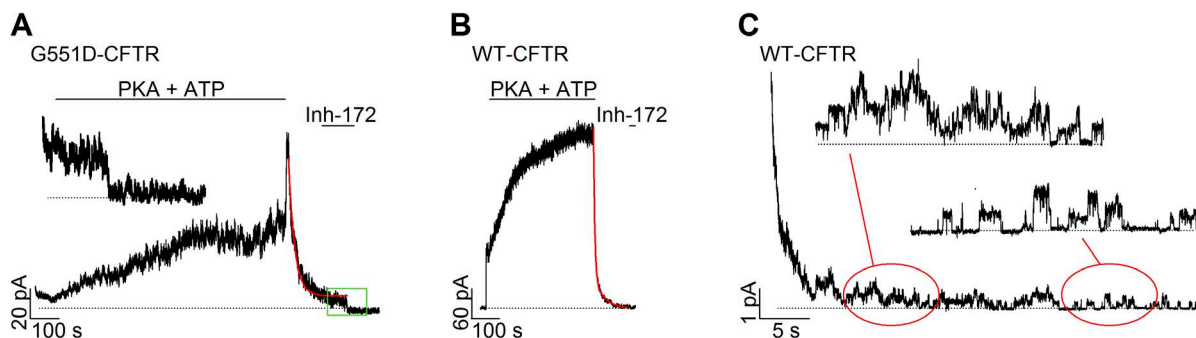 A
G551D-CFTR
PKA + ATP
Inh-172
20 pA
100 s
B
WT-CFTR
PKA + ATP
Inh-172
60 pA
100 s
C
WT-CFTR
1 pA
5 s